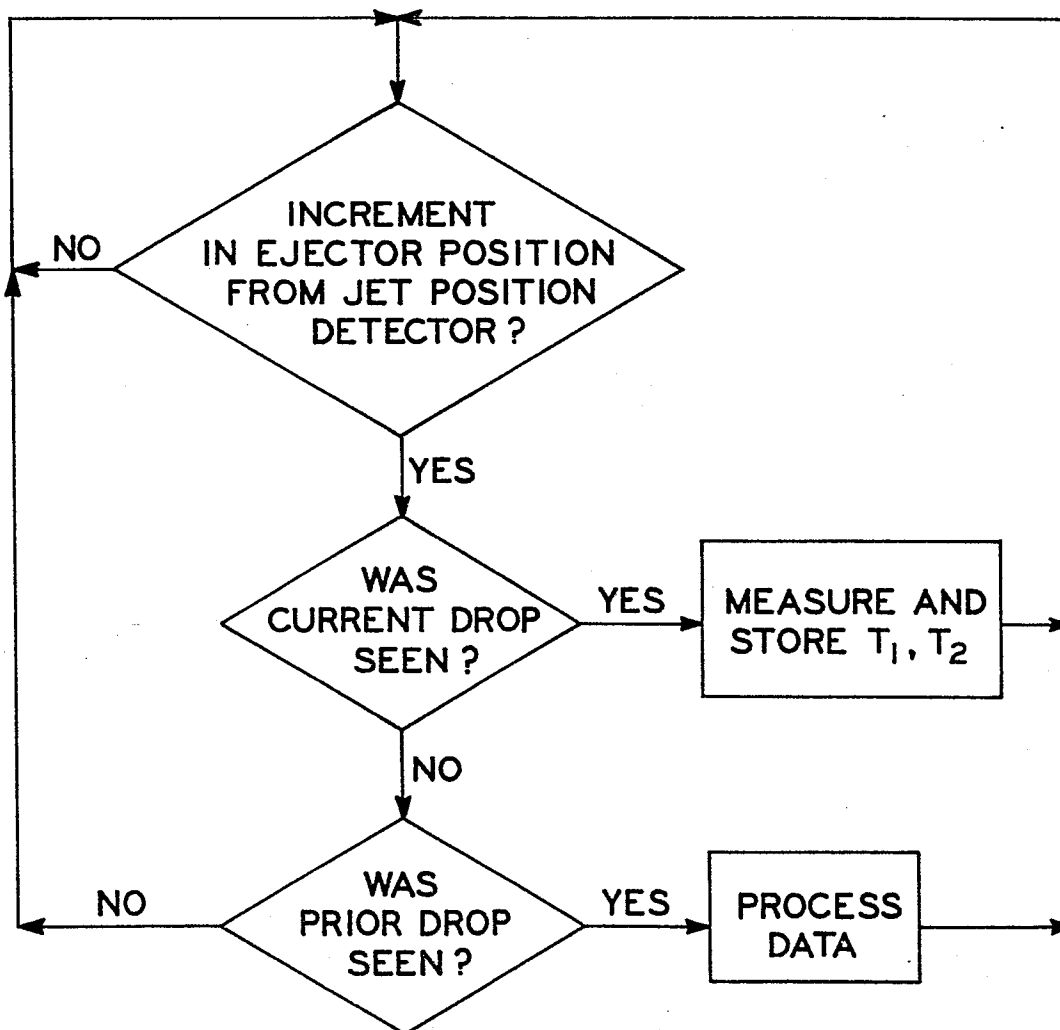 INCREMENT
IN EJECTOR POSITION
FROM JET POSITION
DETECTOR ?
NO
YES
WAS
CURRENT DROP
SEEN ?
YES
MEASURE AND
STORE T₁, T₂
NO
WAS
PRIOR DROP
SEEN ?
NO
YES
PROCESS
DATA